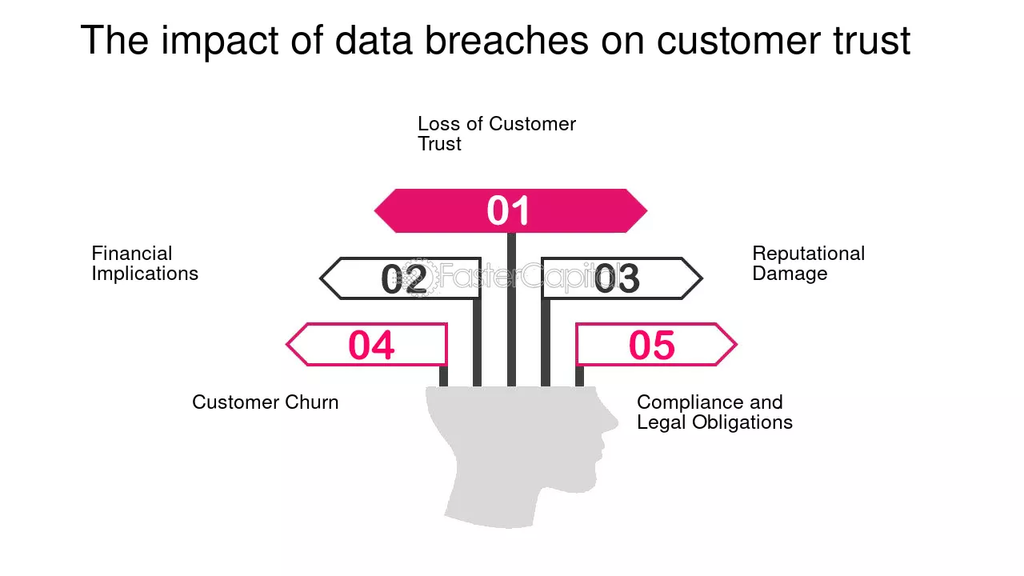 The impact of data breaches on customer trust
Loss of Customer
Trust
01
Financial
Implications
02
FasterCapital
03
Reputational
Damage
04
05
Customer Churn
Compliance and
Legal Obligations